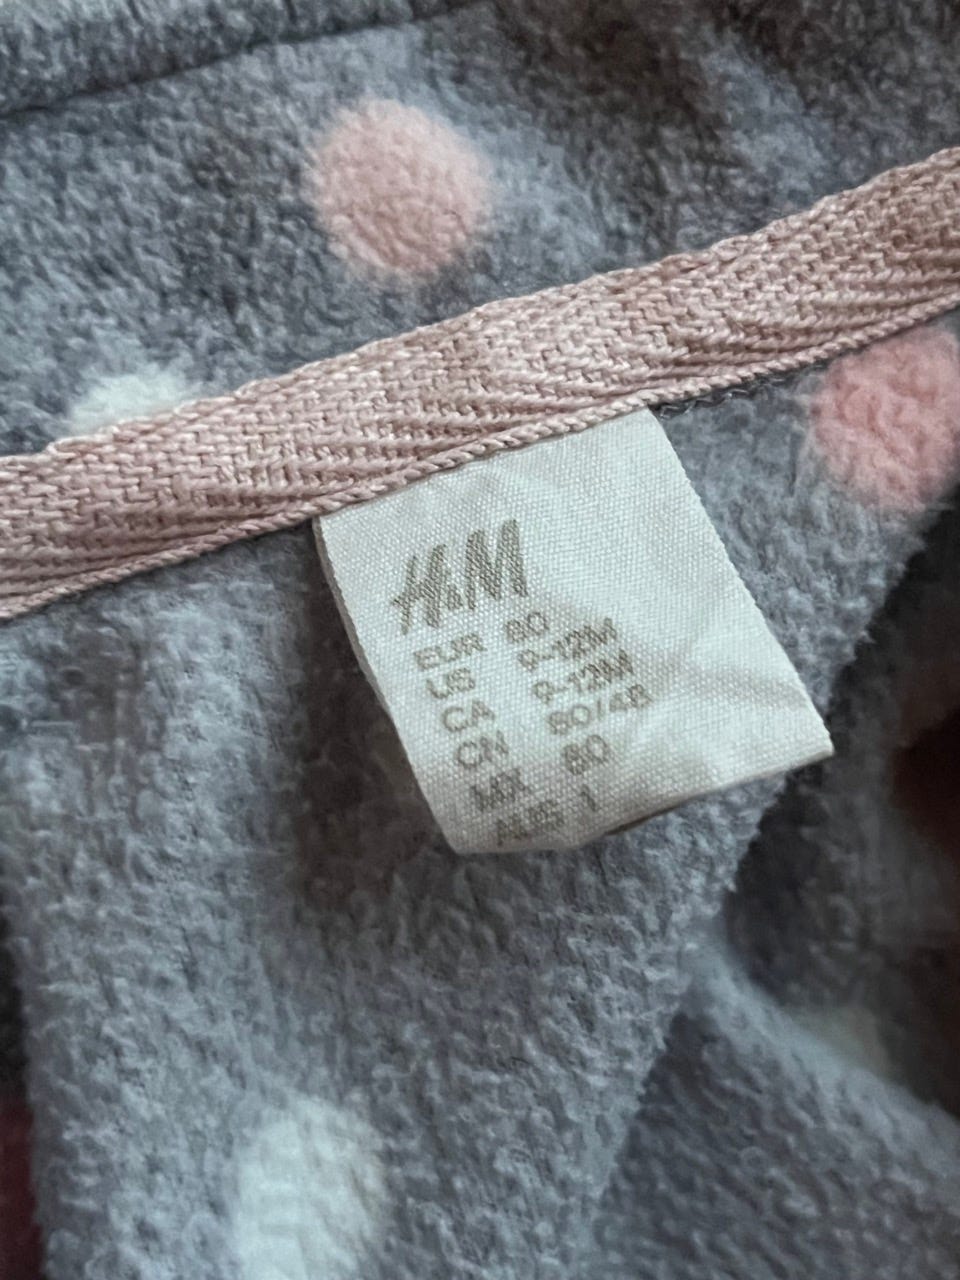 H&M
EUR 80
US 9-12M
CA 9-12M
CN 80/48
MX 80
AUS 1